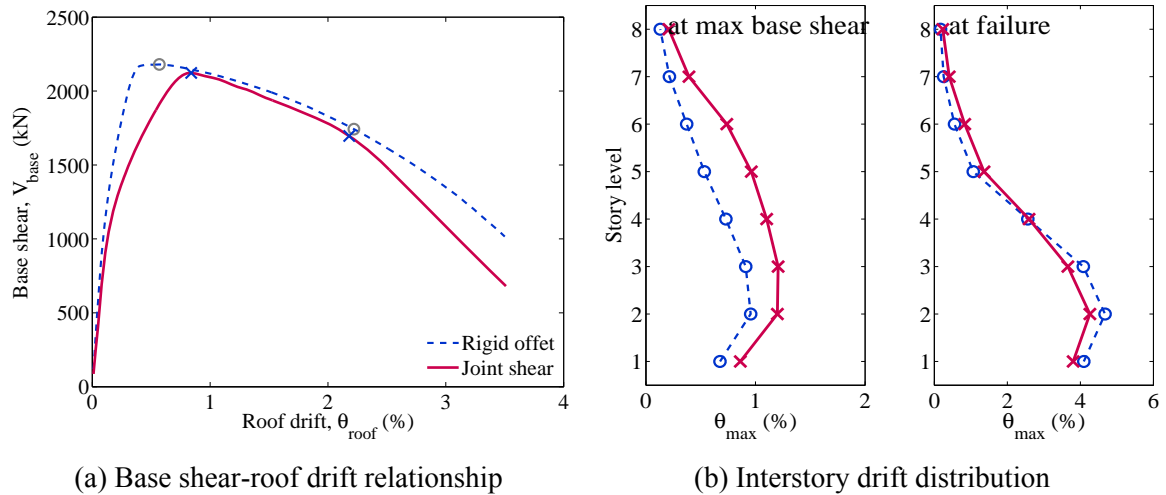 2500
2000
1500
1000
500
0
Base shear, V_base (kN)
Rigid offet
Joint shear
0 1 2 3 4
Roof drift, θ_roof (%)
(a) Base shear-roof drift relationship
at max base shear
8
7
6
5
4
3
2
1
Story level
0 1 2
θ_max (%)
at failure
8
7
6
5
4
3
2
1
0 2 4 6
θ_max (%)
(b) Interstory drift distribution